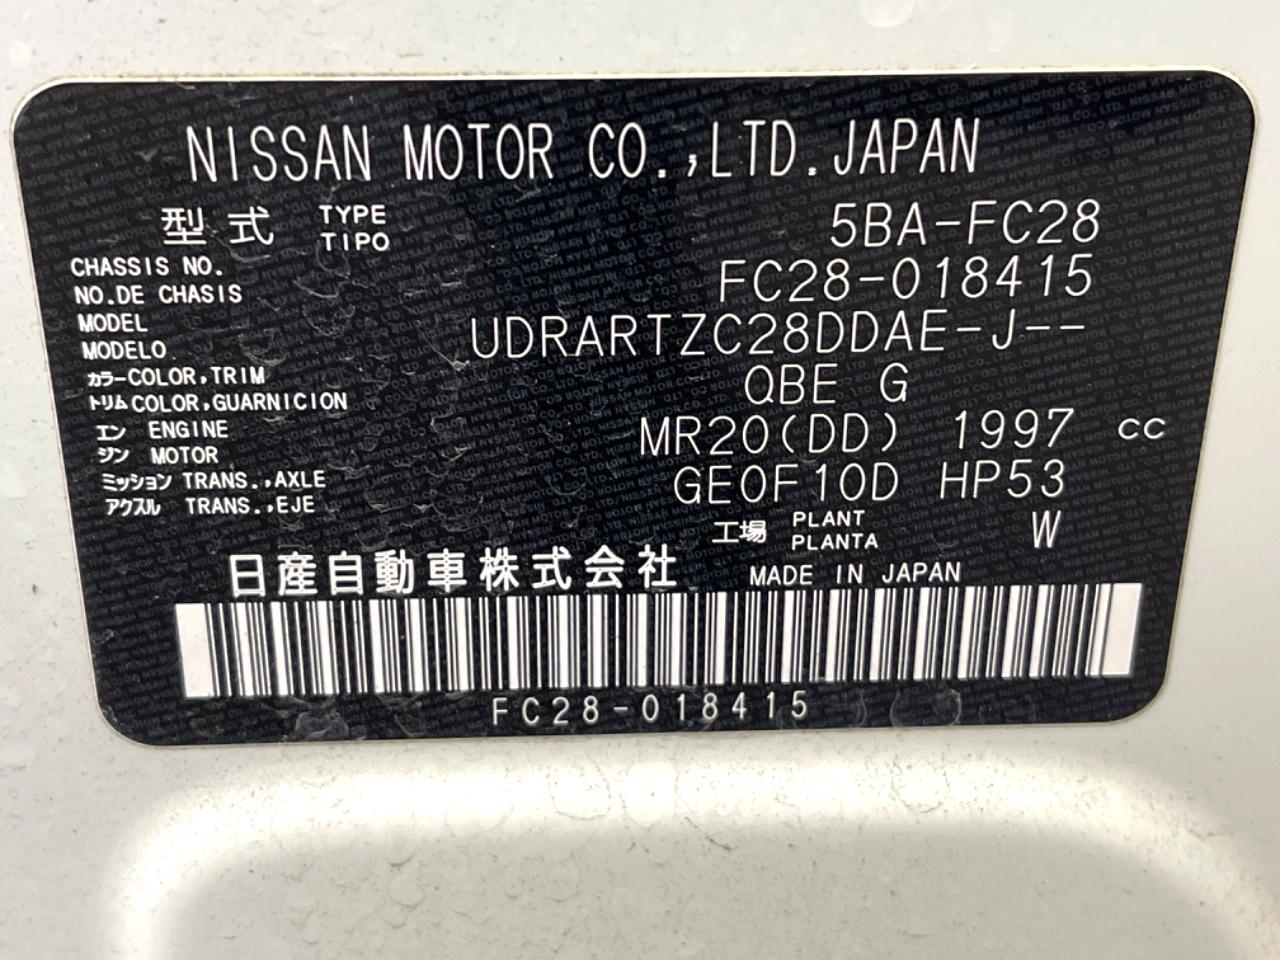 NISSAN MOTOR CO.,LTD.JAPAN
型式 TYPE TIPO 5BA-FC28
CHASSIS NO. NO.DE CHASIS FC28-018415
MODEL MODELO. UDRARTZC28DDAE-J--
カラー COLOR,TRIM QBE G
トリム COLOR,GUARNICION
エン ENGINE MR20(DD) 1997 cc
ジン MOTOR
ミッション TRANS.,AXLE GE0F10D HP53
アクスル TRANS.,EJE
工場 PLANT PLANTA W
日産自動車株式会社 MADE IN JAPAN
FC28-018415